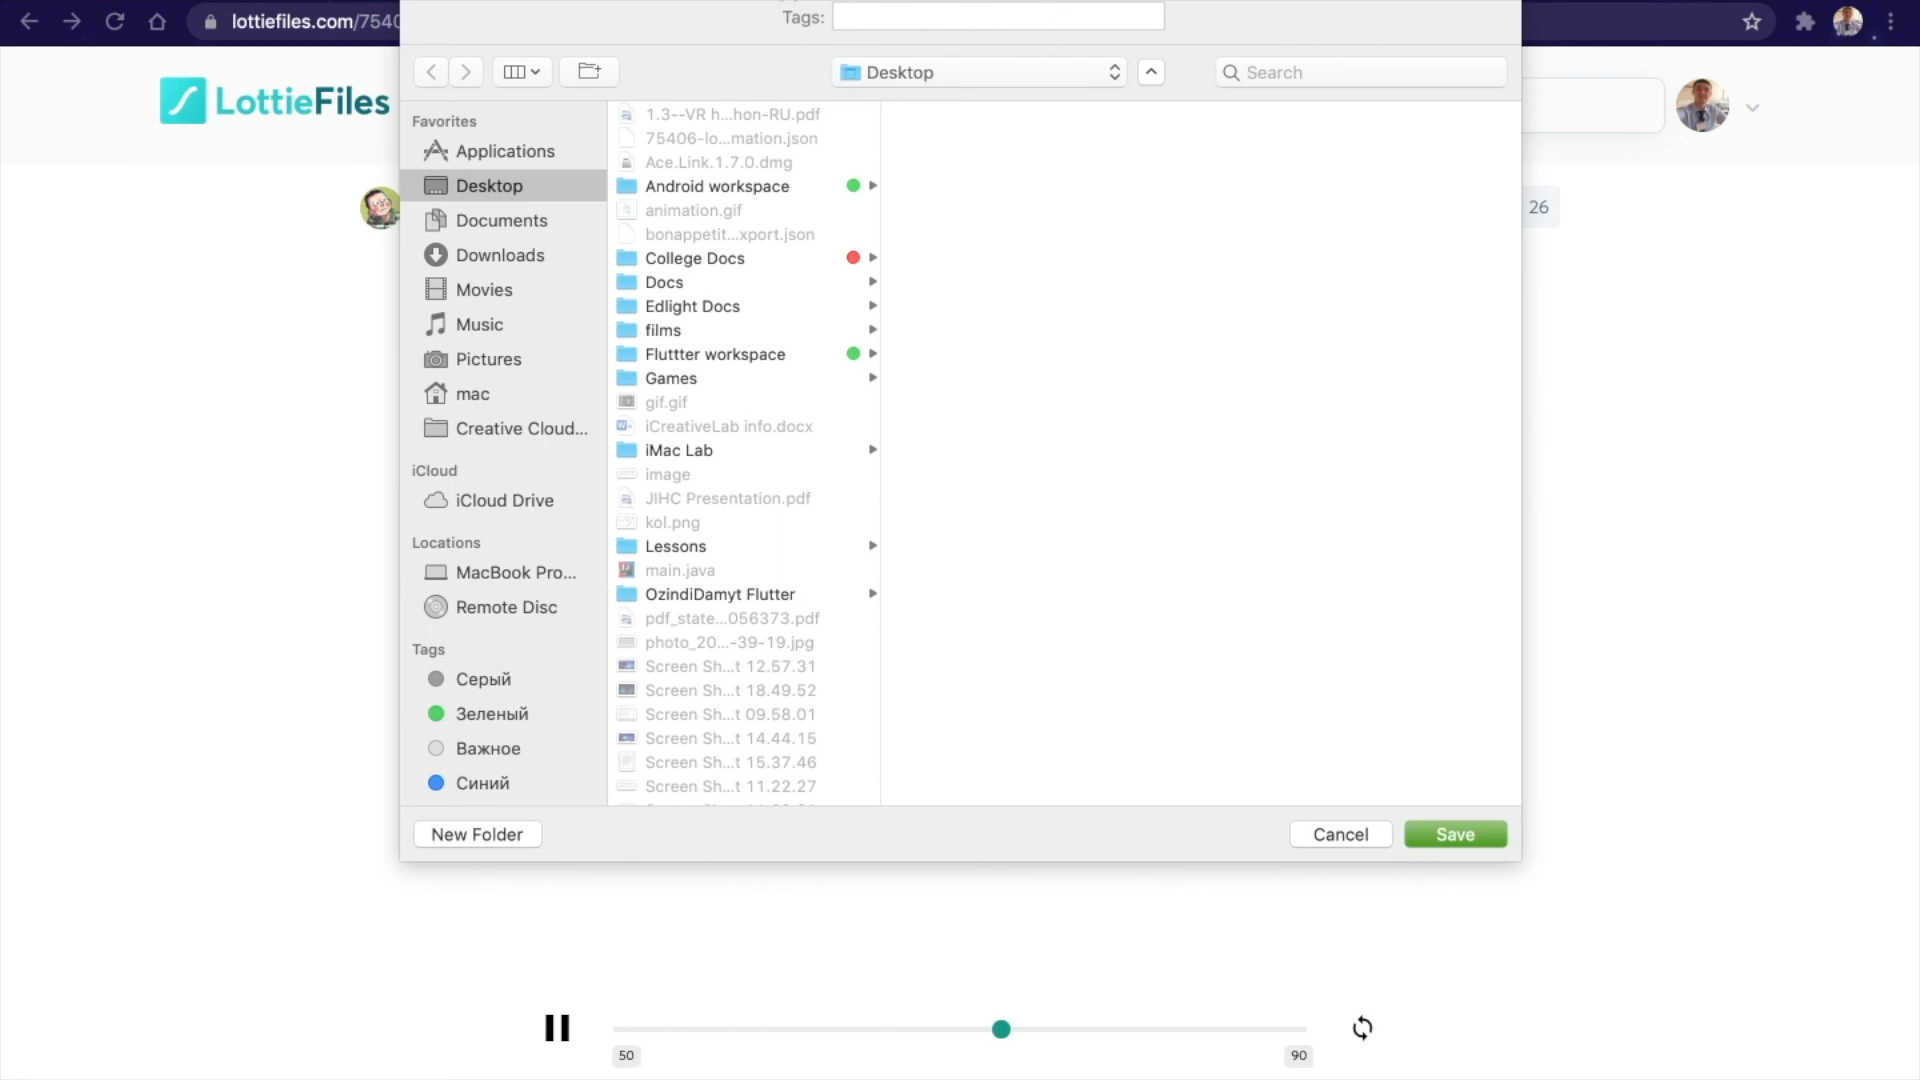 lottiefiles.com/7540
Tags:
Desktop
Search
LottieFiles
26
Favorites
Applications
Desktop
Documents
Downloads
Movies
Music
Pictures
mac
Creative Cloud...
iCloud
iCloud Drive
Locations
MacBook Pro...
Remote Disc
Tags
Серый
Зеленый
Важное
Синий
1.3--VR h...hon-RU.pdf
75406-lo...mation.json
Ace.Link.1.7.0.dmg
Android workspace
animation.gif
bonappetit...xport.json
College Docs
Docs
Edlight Docs
films
Fluttter workspace
Games
gif.gif
iCreativeLab info.docx
iMac Lab
image
JIHC Presentation.pdf
kol.png
Lessons
main.java
OzindiDamyt Flutter
pdf_state...056373.pdf
photo_20...-39-19.jpg
Screen Sh...t 12.57.31
Screen Sh...t 18.49.52
Screen Sh...t 09.58.01
Screen Sh...t 14.44.15
Screen Sh...t 15.37.46
Screen Sh...t 11.22.27
New Folder
Cancel
Save
50
90